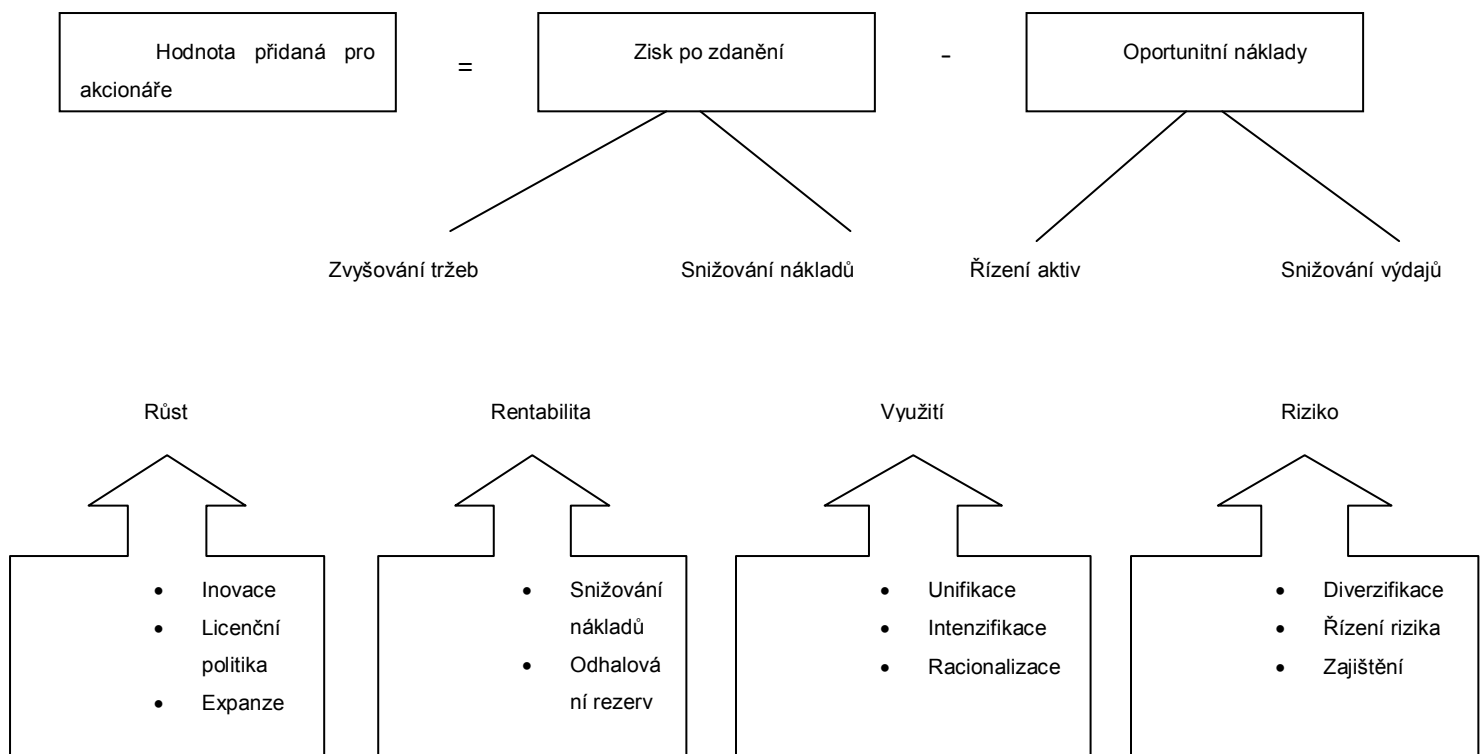 Hodnota přidaná pro
akcionáře
=
Zisk po zdanění
-
Oportunitní náklady
Zvyšování tržeb
Snižování nákladů
Řízení aktiv
Snižování výdajů
Růst
Rentabilita
Využití
Riziko
• Inovace
• Licenční
politika
• Expanze
• Snižování
nákladů
• Odhalová
ní rezerv
• Unifikace
• Intenzifikace
• Racionalizace
• Diverzifikace
• Řízení rizika
• Zajištění